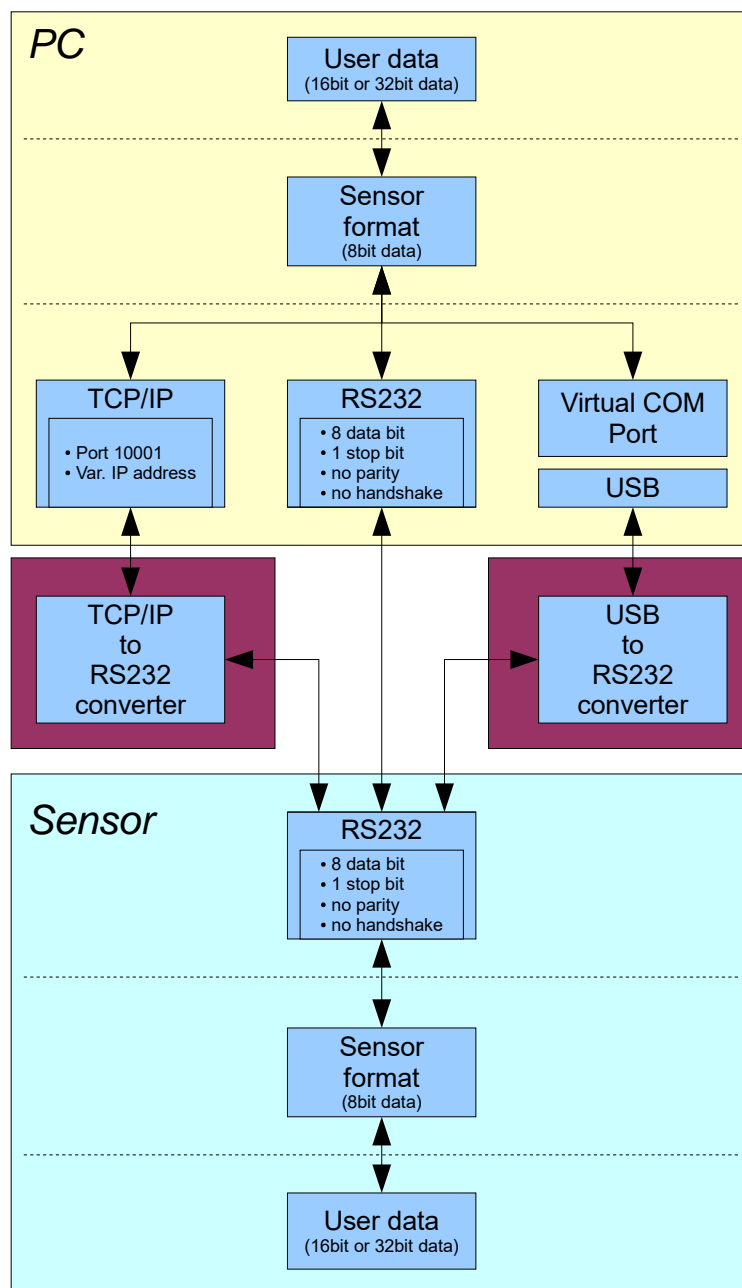 PC
User data
(16bit or 32bit data)
Sensor
format
(8bit data)
TCP/IP
• Port 10001
• Var. IP address
RS232
• 8 data bit
• 1 stop bit
• no parity
• no handshake
Virtual COM
Port
USB
TCP/IP
to
RS232
converter
USB
to
RS232
converter
Sensor
RS232
• 8 data bit
• 1 stop bit
• no parity
• no handshake
Sensor
format
(8bit data)
User data
(16bit or 32bit data)